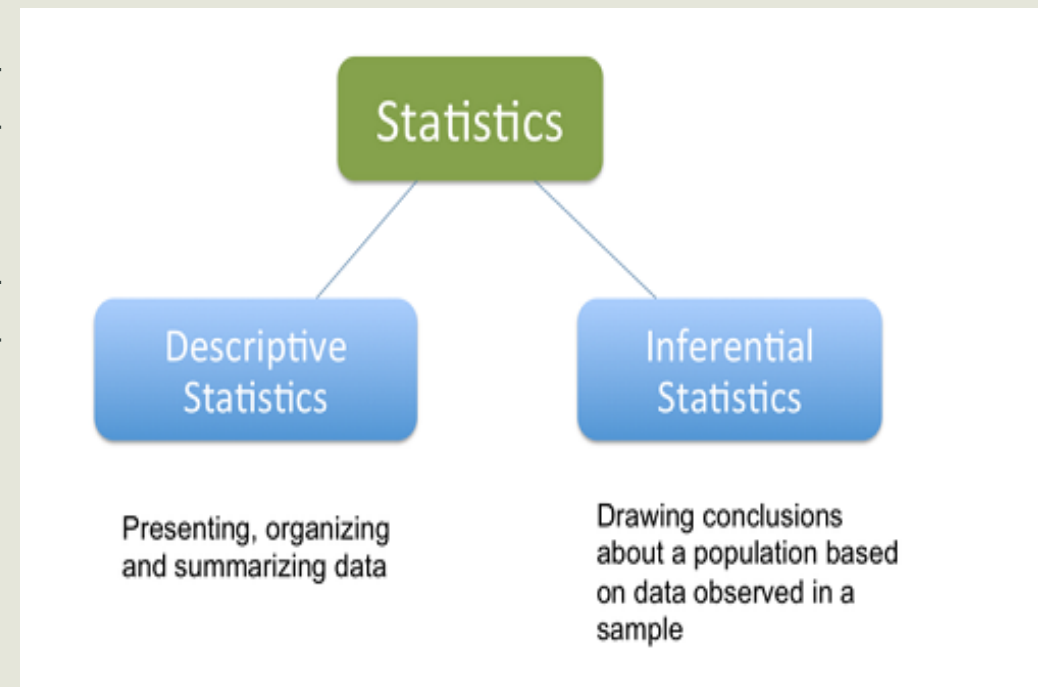 Statistics
Descriptive
Statistics
Inferential
Statistics
Presenting, organizing
and summarizing data
Drawing conclusions
about a population based
on data observed in a
sample